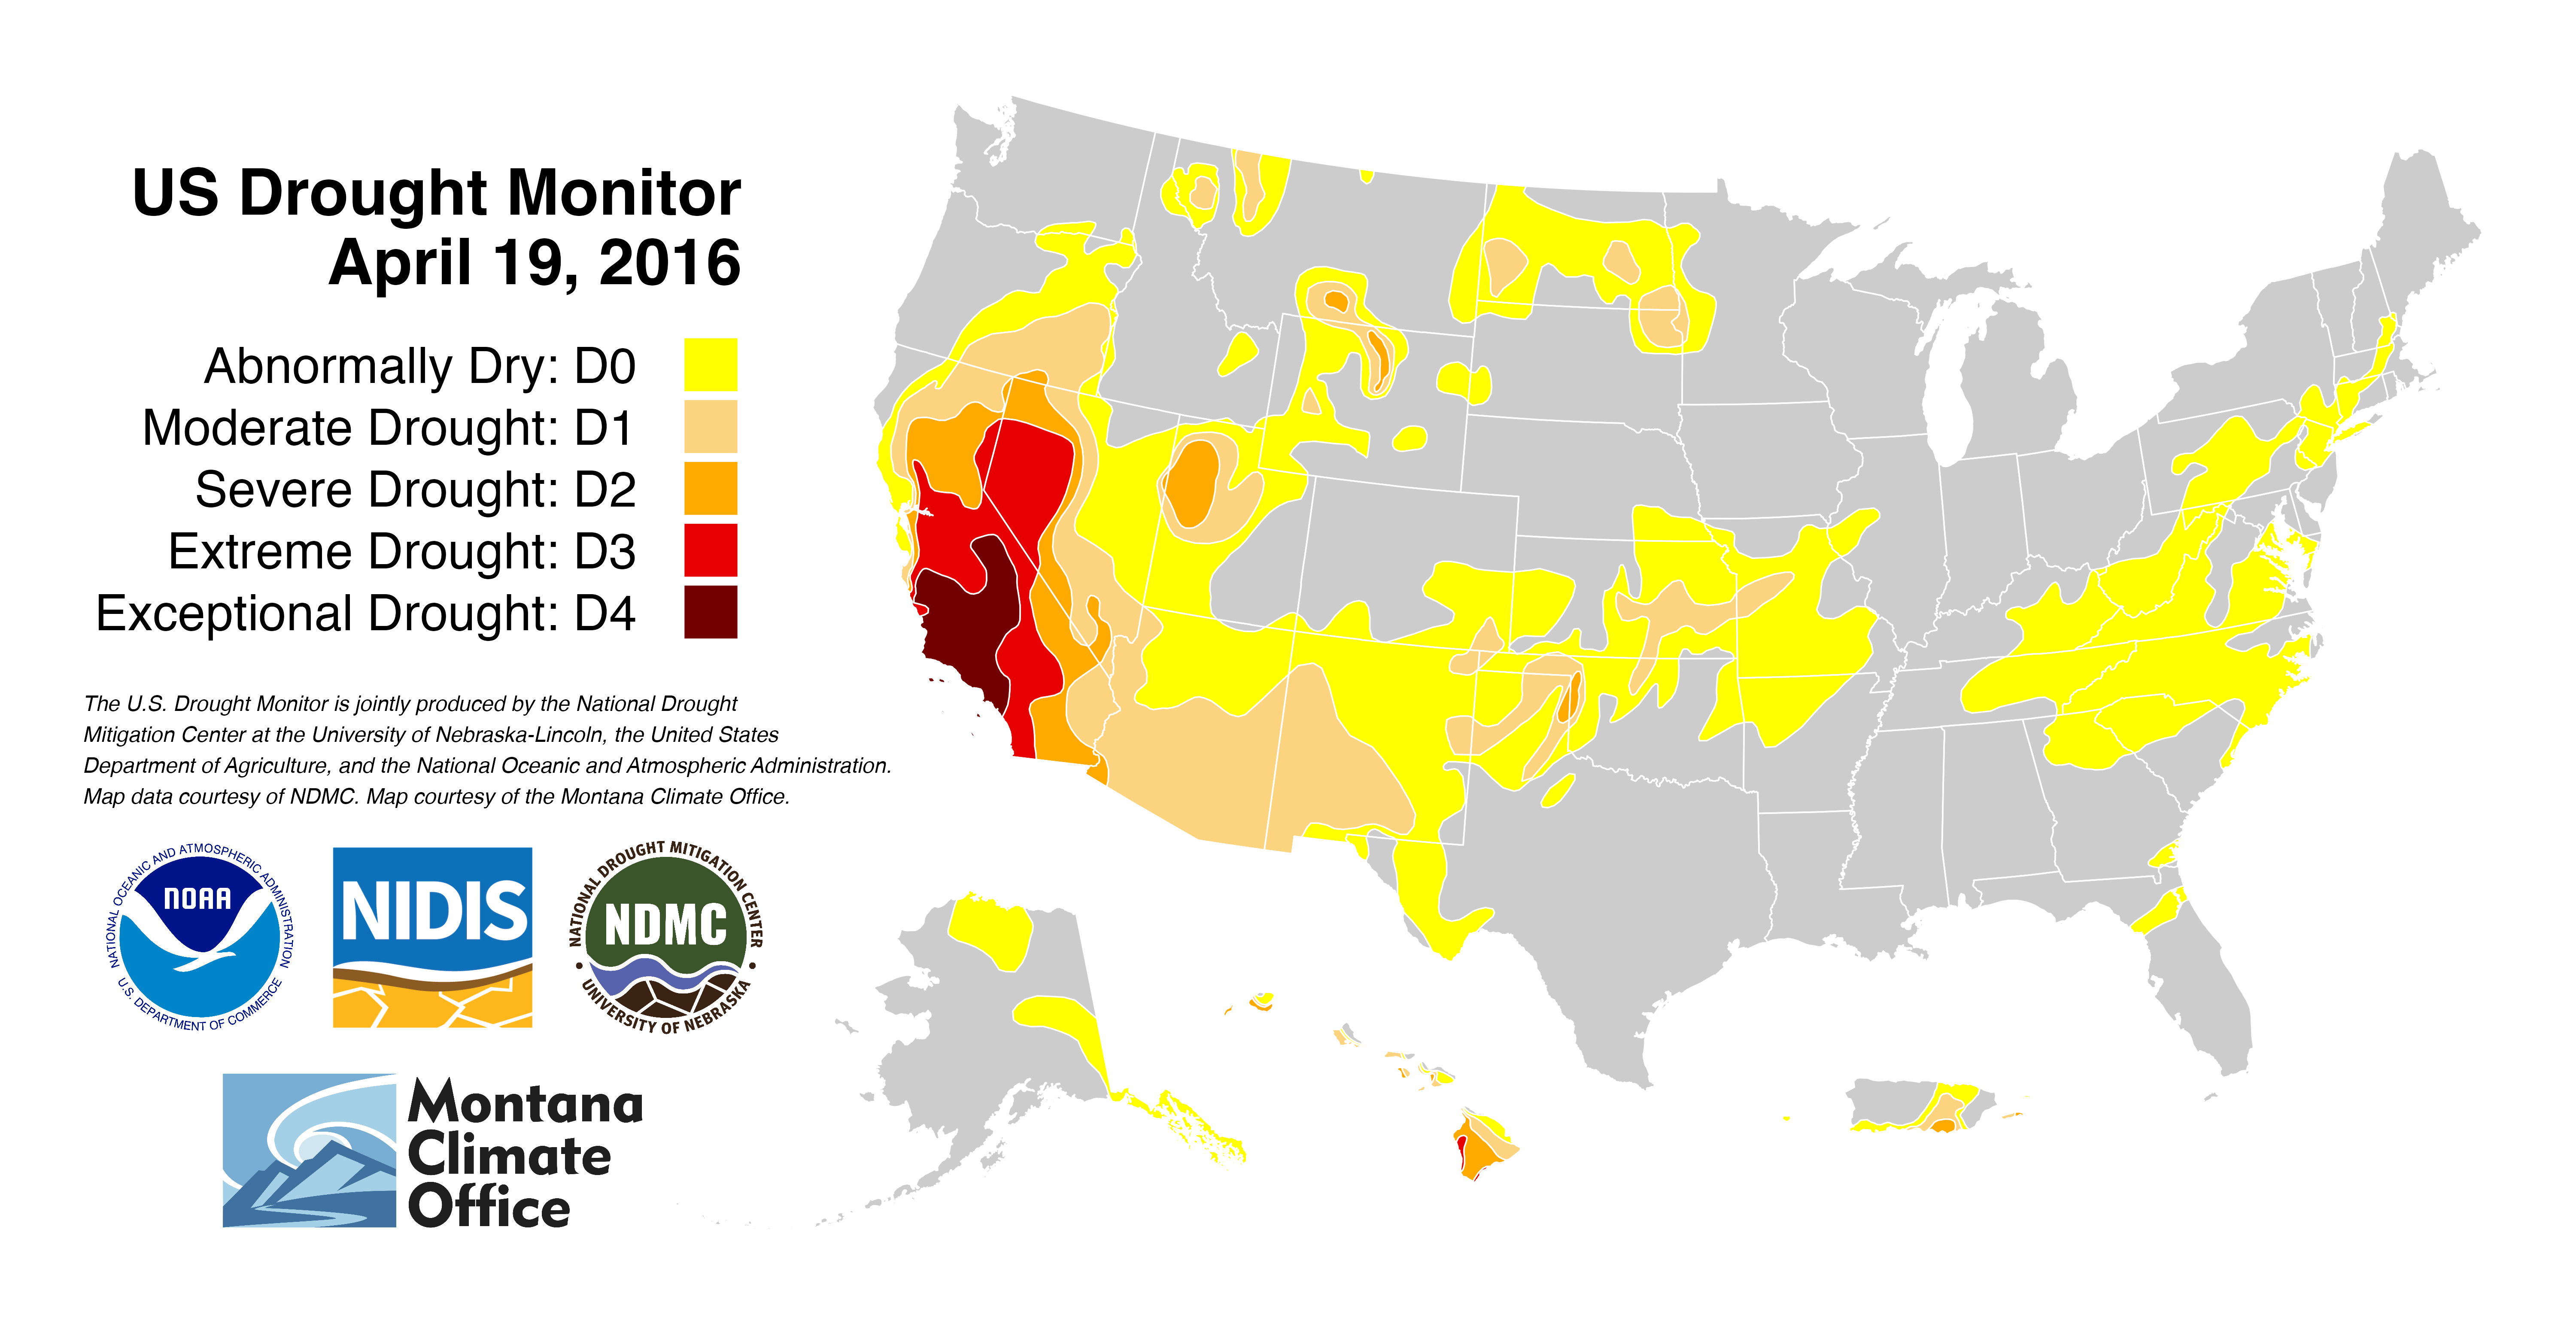 US Drought Monitor
April 19, 2016
Abnormally Dry: D0
Moderate Drought: D1
Severe Drought: D2
Extreme Drought: D3
Exceptional Drought: D4
The U.S. Drought Monitor is jointly produced by the National Drought
Mitigation Center at the University of Nebraska-Lincoln, the United States
Department of Agriculture, and the National Oceanic and Atmospheric Administration.
Map data courtesy of NDMC. Map courtesy of the Montana Climate Office.
NATIONAL OCEANIC AND ATMOSPHERIC ADMINISTRATION
NOAA
U.S. DEPARTMENT OF COMMERCE
NIDIS
NATIONAL DROUGHT MITIGATION CENTER
NDMC
UNIVERSITY OF NEBRASKA
Montana
Climate
Office